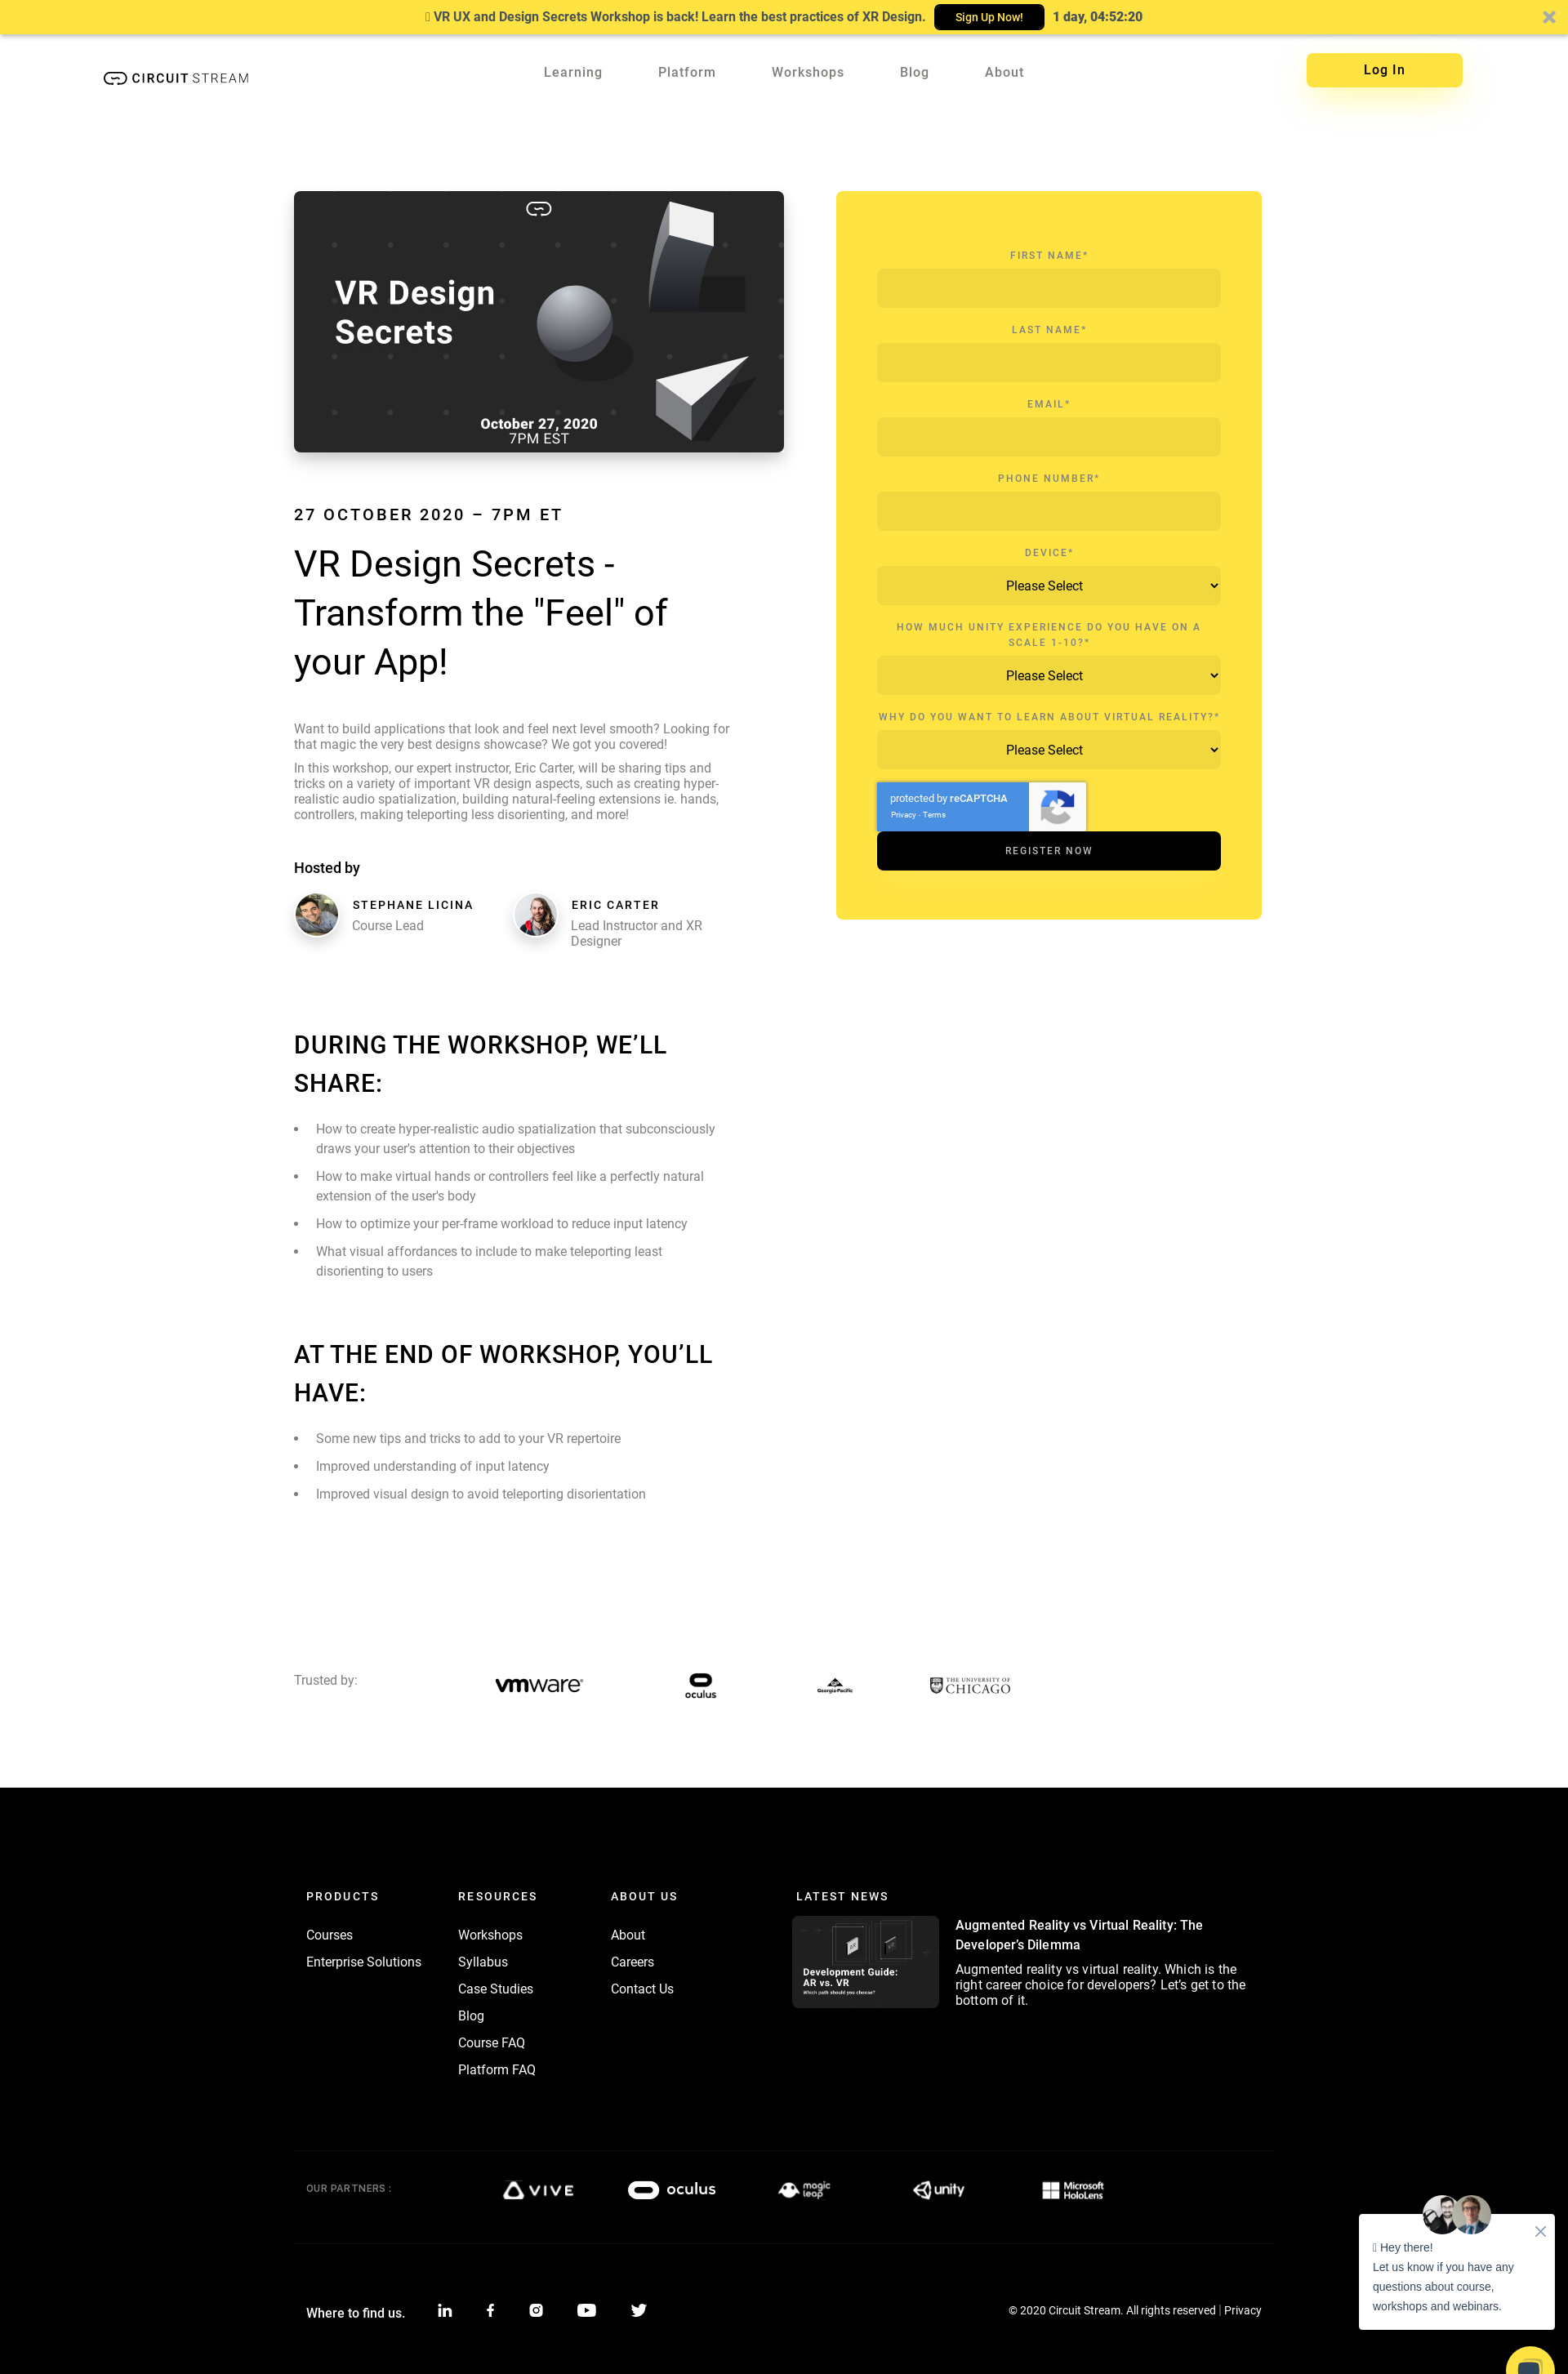 VR UX and Design Secrets Workshop is back! Learn the best practices of XR Design.
Sign Up Now!
1 day, 04:52:20
CIRCUIT STREAM
Learning
Platform
Workshops
Blog
About
Log In
VR Design
Secrets
October 27, 2020
7PM EST
27 OCTOBER 2020 – 7PM ET
VR Design Secrets -
Transform the "Feel" of
your App!
Want to build applications that look and feel next level smooth? Looking for
that magic the very best designs showcase? We got you covered!
In this workshop, our expert instructor, Eric Carter, will be sharing tips and
tricks on a variety of important VR design aspects, such as creating hyper-
realistic audio spatialization, building natural-feeling extensions ie. hands,
controllers, making teleporting less disorienting, and more!
Hosted by
STEPHANE LICINA
Course Lead
ERIC CARTER
Lead Instructor and XR
Designer
FIRST NAME*
LAST NAME*
EMAIL*
PHONE NUMBER*
DEVICE*
Please Select
HOW MUCH UNITY EXPERIENCE DO YOU HAVE ON A
SCALE 1-10?*
Please Select
WHY DO YOU WANT TO LEARN ABOUT VIRTUAL REALITY?*
Please Select
protected by reCAPTCHA
Privacy - Terms
REGISTER NOW
DURING THE WORKSHOP, WE’LL
SHARE:
• How to create hyper-realistic audio spatialization that subconsciously
draws your user's attention to their objectives
• How to make virtual hands or controllers feel like a perfectly natural
extension of the user's body
• How to optimize your per-frame workload to reduce input latency
• What visual affordances to include to make teleporting least
disorienting to users
AT THE END OF WORKSHOP, YOU’LL
HAVE:
• Some new tips and tricks to add to your VR repertoire
• Improved understanding of input latency
• Improved visual design to avoid teleporting disorientation
Trusted by:
vmware®
oculus
Georgia-Pacific
THE UNIVERSITY OF
CHICAGO
PRODUCTS
Courses
Enterprise Solutions
RESOURCES
Workshops
Syllabus
Case Studies
Blog
Course FAQ
Platform FAQ
ABOUT US
About
Careers
Contact Us
LATEST NEWS
Development Guide:
AR vs. VR
Which path should you choose?
Augmented Reality vs Virtual Reality: The
Developer’s Dilemma
Augmented reality vs virtual reality. Which is the
right career choice for developers? Let’s get to the
bottom of it.
OUR PARTNERS :
VIVE
oculus
magic
leap
unity
Microsoft
HoloLens
Hey there!
Let us know if you have any
questions about course,
workshops and webinars.
Where to find us.
© 2020 Circuit Stream. All rights reserved | Privacy